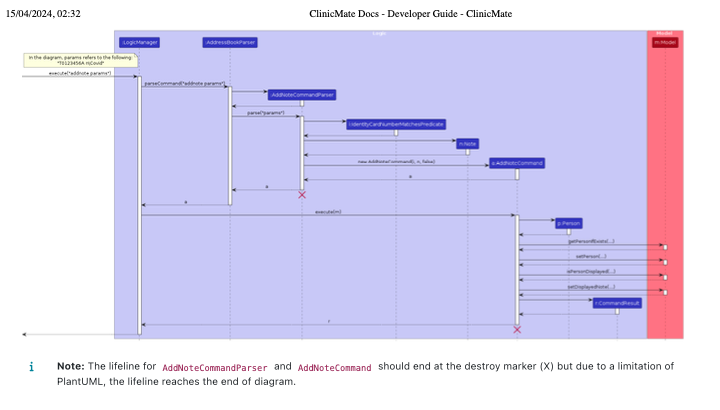 15/04/2024, 02:32
ClinicMate Docs - Developer Guide - ClinicMate
Logic
Model
:LogicManager
:AddressBookParser
m:Model
In the diagram, params refers to the following:
execute("addnote params")
parseCommand("addnote params")
:AddNoteCommandParser
parse("params")
:IdentityCardNumberMatchesPredicate
n:Note
new AddNoteCommand(i, n, false)
a:AddNoteCommand
a
a
a
execute(m)
p:Person
getPersonIfExists(...)
setPerson(...)
isPersonDisplayed(...)
setDisplayedNote(...)
r:CommandResult
r
i Note: The lifeline for AddNoteCommandParser and AddNoteCommand should end at the destroy marker (X) but due to a limitation of
PlantUML, the lifeline reaches the end of diagram.